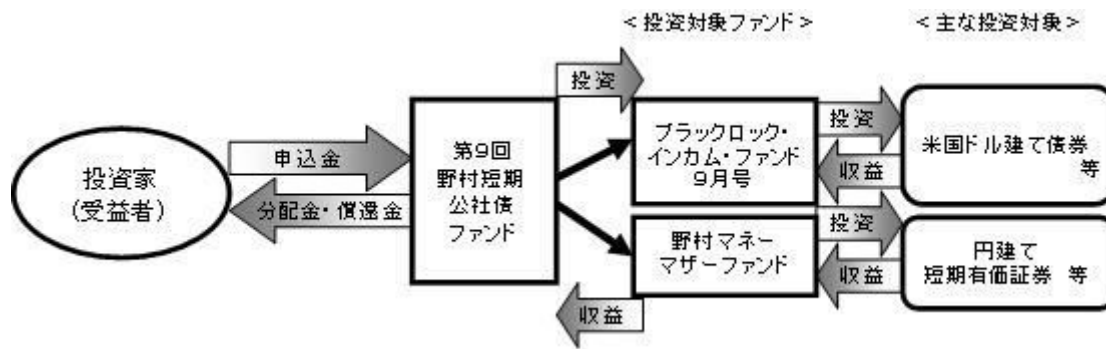 ＜投資対象ファンド＞
＜主な投資対象＞
投資
投資家
(受益者)
申込金
分配金・償還金
第9回
野村短期
公社債
ファンド
ブラックロック・
インカム・ファンド
9月号
投資
収益
米国ドル建て債券
等
野村マネー
マザーファンド
投資
収益
円建て
短期有価証券 等
収益